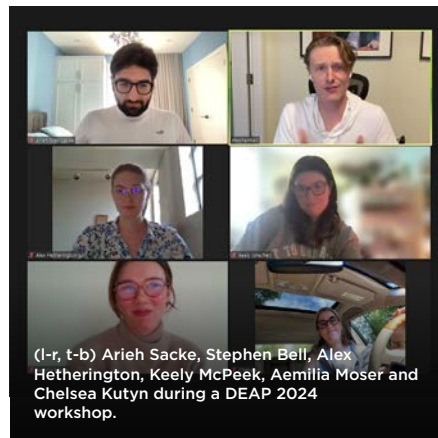 (l-r, t-b) Arieh Sacke, Stephen Bell, Alex
Hetherington, Keely McPeek, Aemilia Moser and
Chelsea Kutyn during a DEAP 2024
workshop.